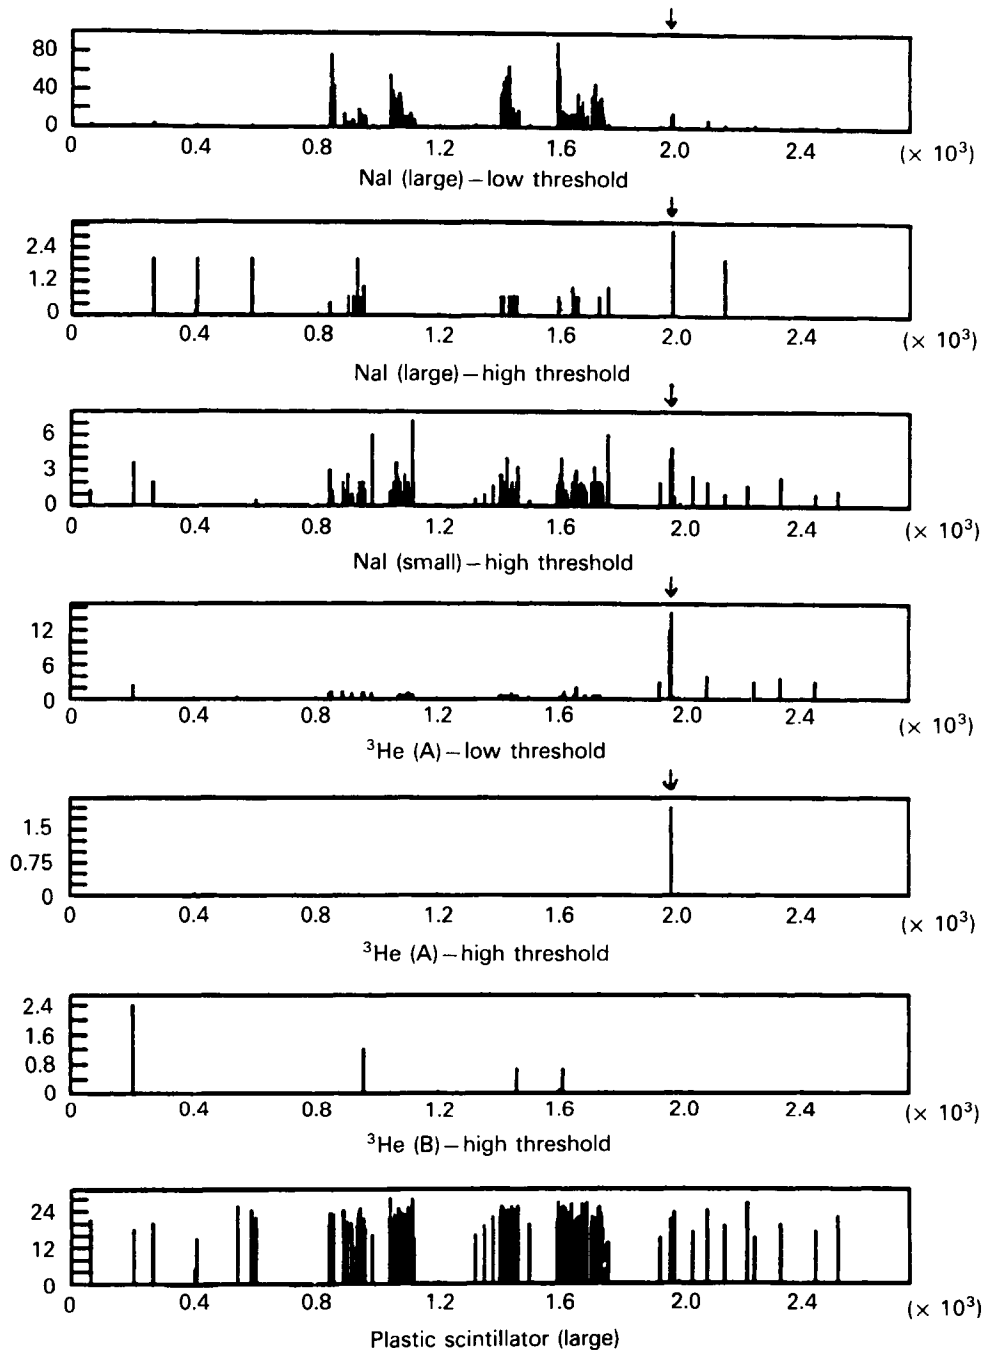 80
40
0
0 0.4 0.8 1.2 1.6 2.0 2.4 (× 10³)
NaI (large)—low threshold
2.4
1.2
0
0 0.4 0.8 1.2 1.6 2.0 2.4 (× 10³)
NaI (large)—high threshold
6
3
0
0 0.4 0.8 1.2 1.6 2.0 2.4 (× 10³)
NaI (small)—high threshold
12
6
0
0 0.4 0.8 1.2 1.6 2.0 2.4 (× 10³)
³He (A)—low threshold
1.5
0.75
0
0 0.4 0.8 1.2 1.6 2.0 2.4 (× 10³)
³He (A)—high threshold
2.4
1.6
0.8
0
0 0.4 0.8 1.2 1.6 2.0 2.4 (× 10³)
³He (B)—high threshold
24
12
0
0 0.4 0.8 1.2 1.6 2.0 2.4 (× 10³)
Plastic scintillator (large)